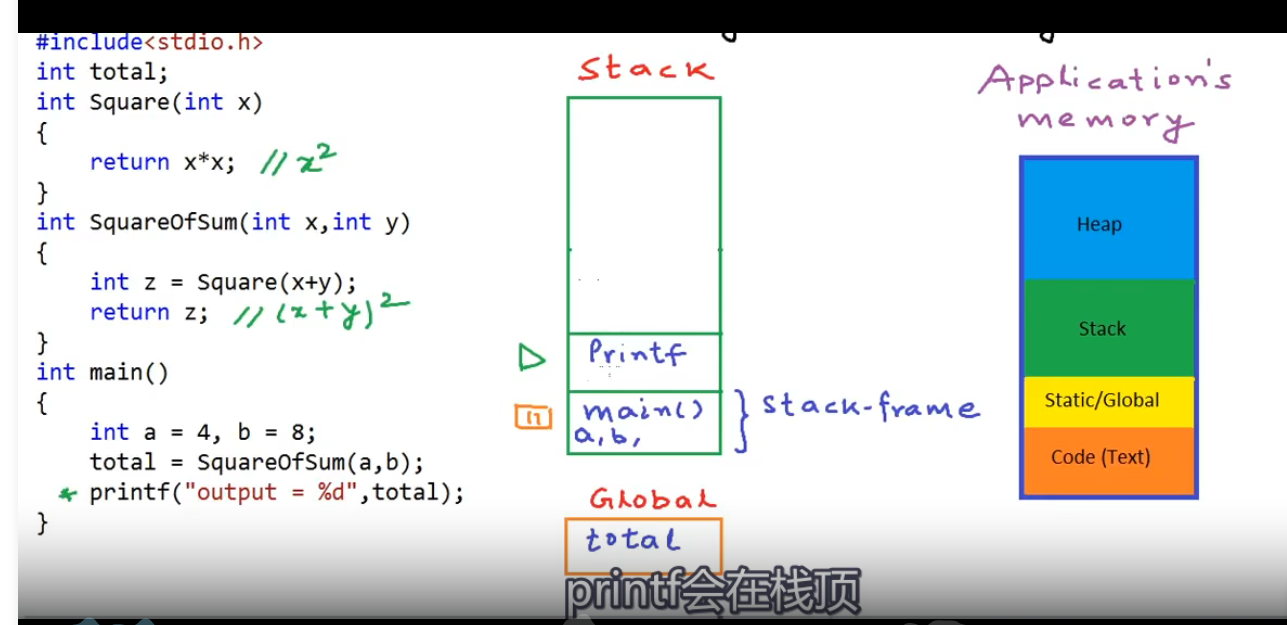 #include<stdio.h>
int total;
int Square(int x)
{
return x*x; //x²
}
int SquareOfSum(int x,int y)
{
int z = Square(x+y);
return z; //(x+y)²
}
int main()
{
int a = 4, b = 8;
total = SquareOfSum(a,b);
* printf("output = %d",total);
}
Stack
Printf
main()
a,b,
} stack-frame
Global
total
Application's
memory
Heap
Stack
Static/Global
Code (Text)
printf会在栈顶